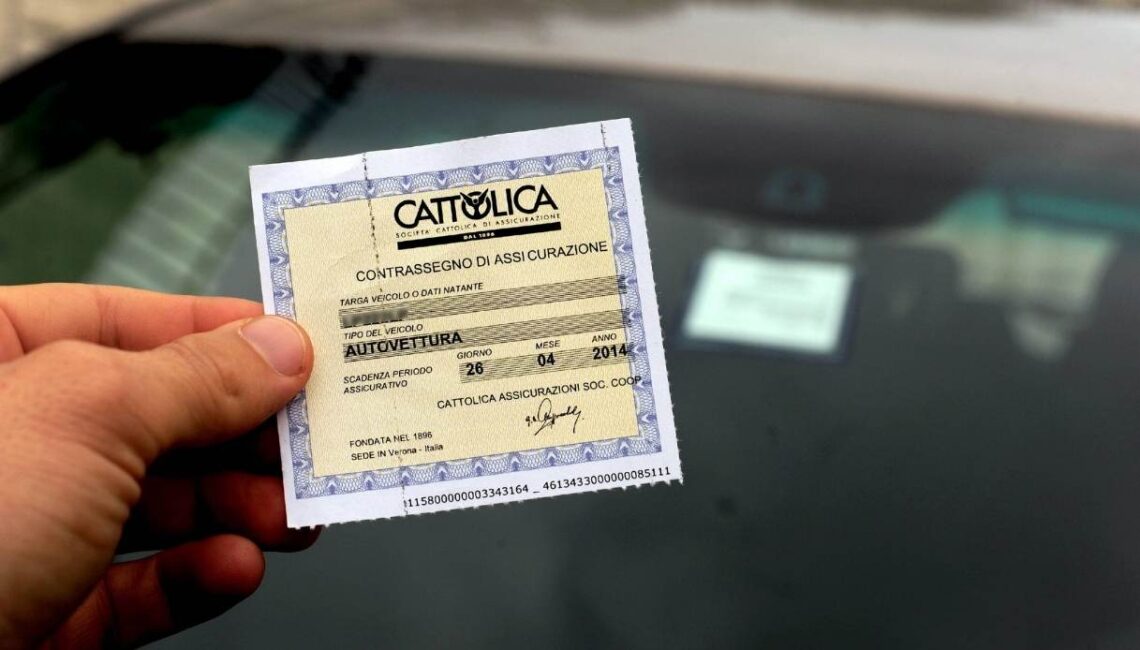 CATTOLICA
SOCIETA' CATTOLICA DI ASSICURAZIONE
DAL 1896
CONTRASSEGNO DI ASSICURAZIONE
TARGA VEICOLO O DATI NATANTE
TIPO DEL VEICOLO
AUTOVETTURA
GIORNO MESE ANNO
26 04 2014
SCADENZA PERIODO
ASSICURATIVO
CATTOLICA ASSICURAZIONI SOC. COOP
FONDATA NEL 1896
SEDE IN Verona - Italia
0115800000003343164 _ 4613433000000085111